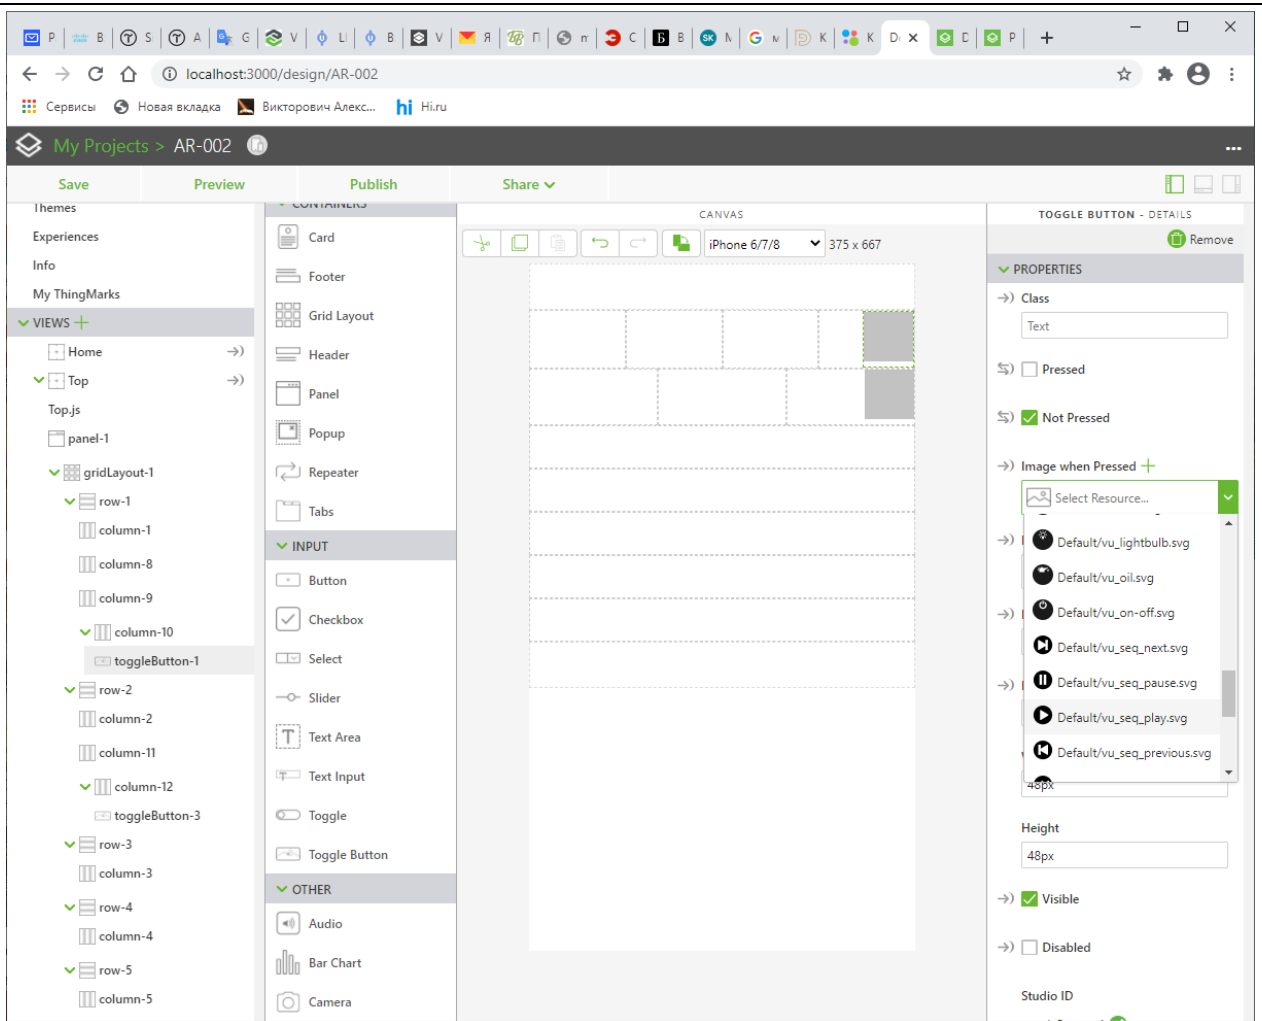 localhost:3000/design/AR-002
Сервисы
Новая вкладка
Викторович Алекс...
Hi.ru
My Projects > AR-002
Save
Preview
Publish
Share
Themes
Experiences
Info
My ThingMarks
VIEWS
Home
Top
Top.js
panel-1
gridLayout-1
row-1
column-1
column-8
column-9
column-10
toggleButton-1
row-2
column-2
column-11
column-12
toggleButton-3
row-3
column-3
row-4
column-4
row-5
column-5
CONTAINERS
Card
Footer
Grid Layout
Header
Panel
Popup
Repeater
Tabs
INPUT
Button
Checkbox
Select
Slider
Text Area
Text Input
Toggle
Toggle Button
OTHER
Audio
Bar Chart
Camera
CANVAS
iPhone 6/7/8
375 x 667
TOGGLE BUTTON - DETAILS
Remove
PROPERTIES
Class
Text
Pressed
Not Pressed
Image when Pressed
Select Resource...
Default/vu_lightbulb.svg
Default/vu_oil.svg
Default/vu_on-off.svg
Default/vu_seq_next.svg
Default/vu_seq_pause.svg
Default/vu_seq_play.svg
Default/vu_seq_previous.svg
48px
Height
48px
Visible
Disabled
Studio ID